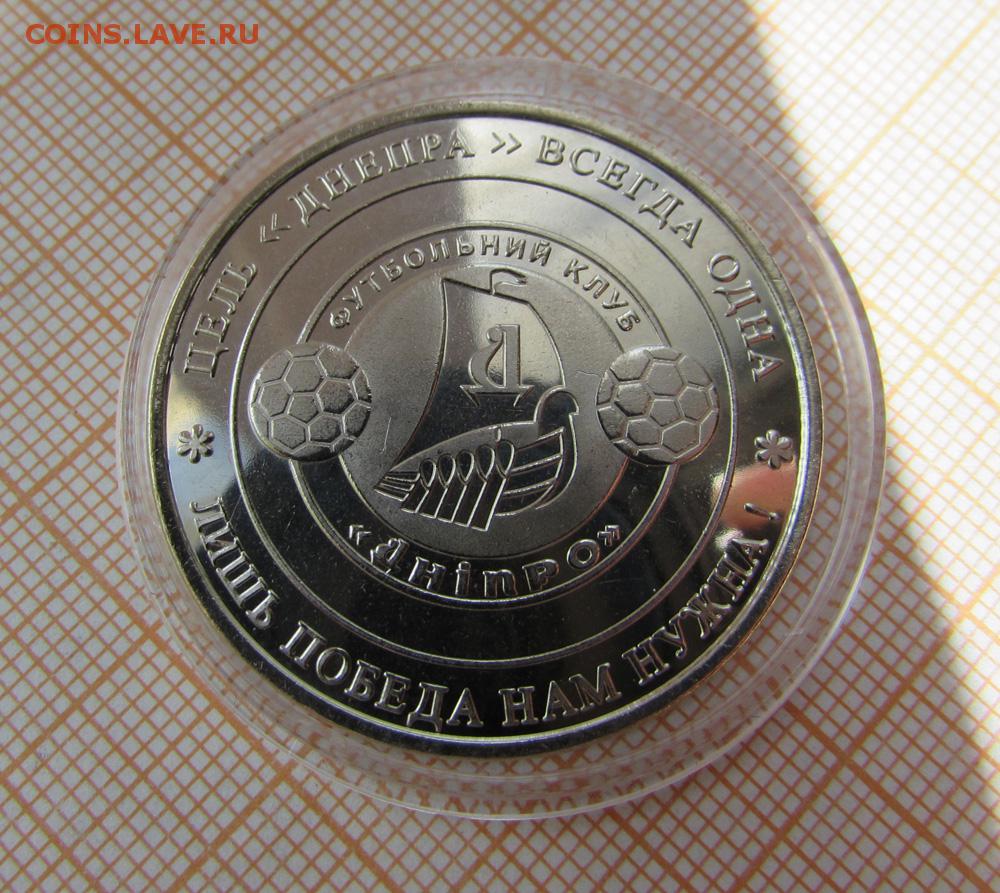 COINS.LAVE.RU
ЦЕЛЬ « ДНЕПРА » ВСЕГДА ОДНА
ФУТБОЛЬНИЙ КЛУБ
Д
«Дніпро»
* ЛИШЬ ПОБЕДА НАМ НУЖНА ! *